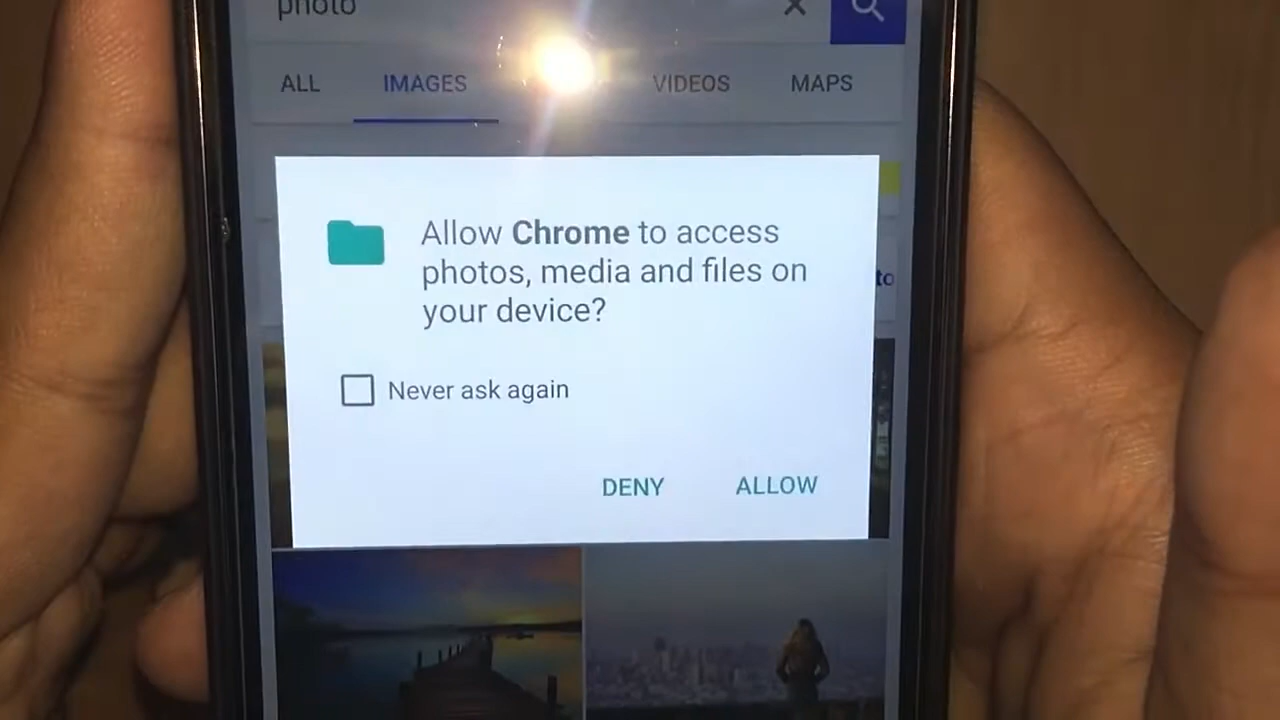 photo
ALL IMAGES VIDEOS MAPS
Allow Chrome to access
photos, media and files on
your device?
to
Never ask again
DENY ALLOW